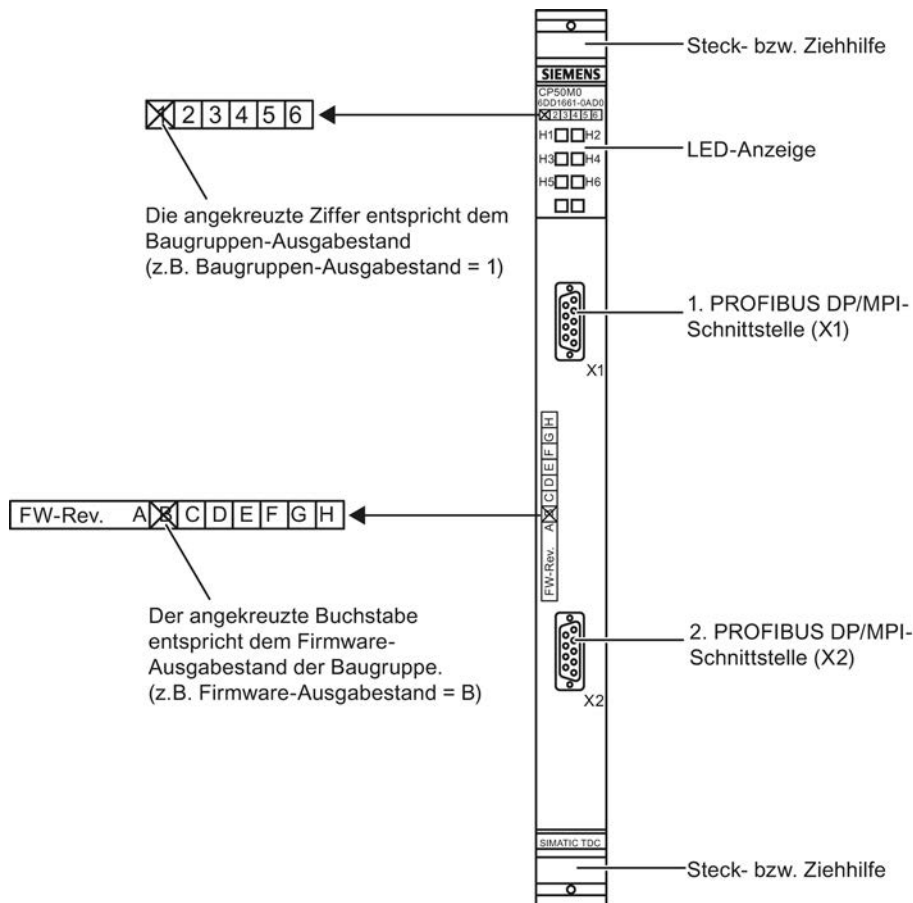 Steck- bzw. Ziehhilfe
SIEMENS
CP50M0
6DD1661-0AD0
1 2 3 4 5 6
1 2 3 4 5 6
H1 H2
H3 H4
H5 H6
LED-Anzeige
Die angekreuzte Ziffer entspricht dem
Baugruppen-Ausgabestand
(z.B. Baugruppen-Ausgabestand = 1)
1. PROFIBUS DP/MPI-
Schnittstelle (X1)
X1
FW-Rev. A B C D E F G H
FW-Rev. A B C D E F G H
Der angekreuzte Buchstabe
entspricht dem Firmware-
Ausgabestand der Baugruppe.
(z.B. Firmware-Ausgabestand = B)
2. PROFIBUS DP/MPI-
Schnittstelle (X2)
X2
SIMATIC TDC
Steck- bzw. Ziehhilfe